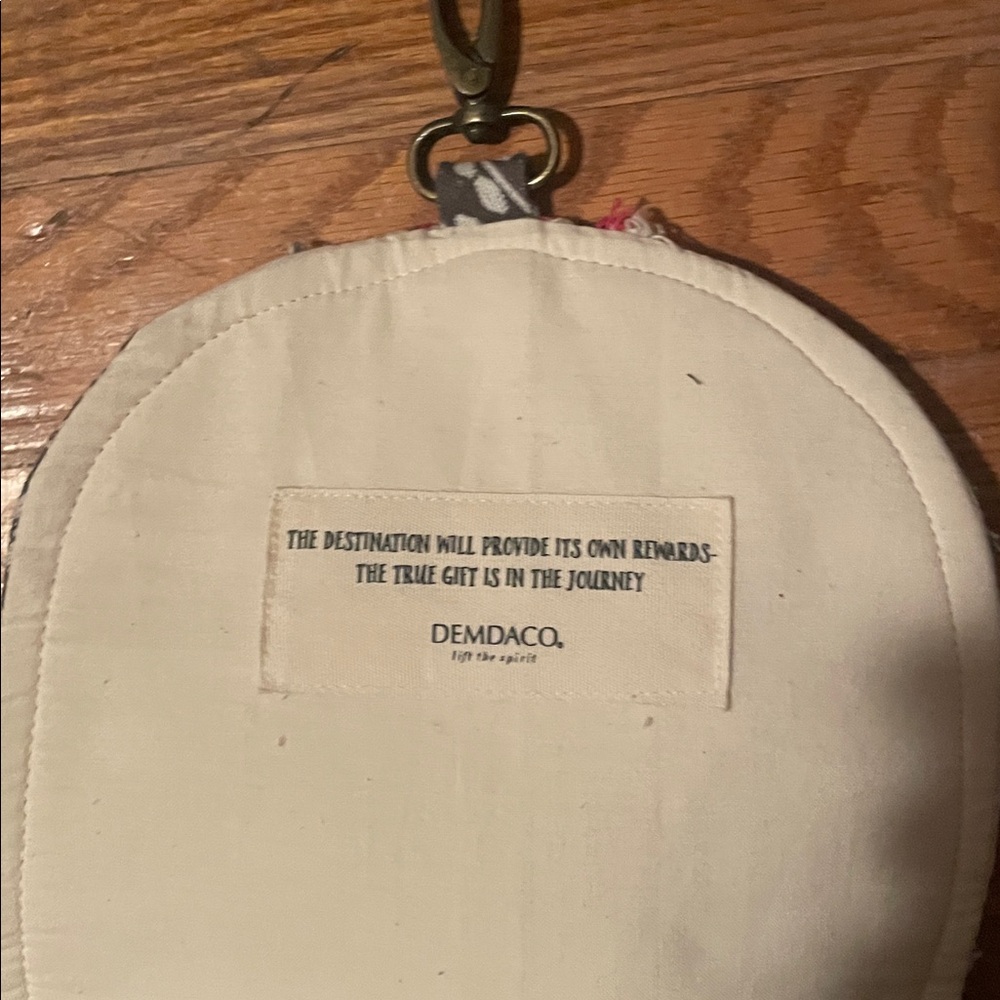 THE DESTINATION WILL PROVIDE ITS OWN REWARDS-
THE TRUE GIFT IS IN THE JOURNEY
DEMDACO®
lift the spirit